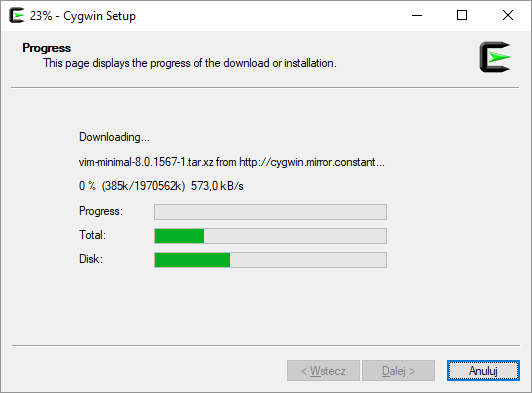 23% - Cygwin Setup
Progress
This page displays the progress of the download or installation.
Downloading...
vim-minimal-8.0.1567-1.tar.xz from http://cygwin.mirror.constant...
0 % (385k/1970562k) 573,0 kB/s
Progress:
Total:
Disk:
< Wstecz Dalej > Anuluj